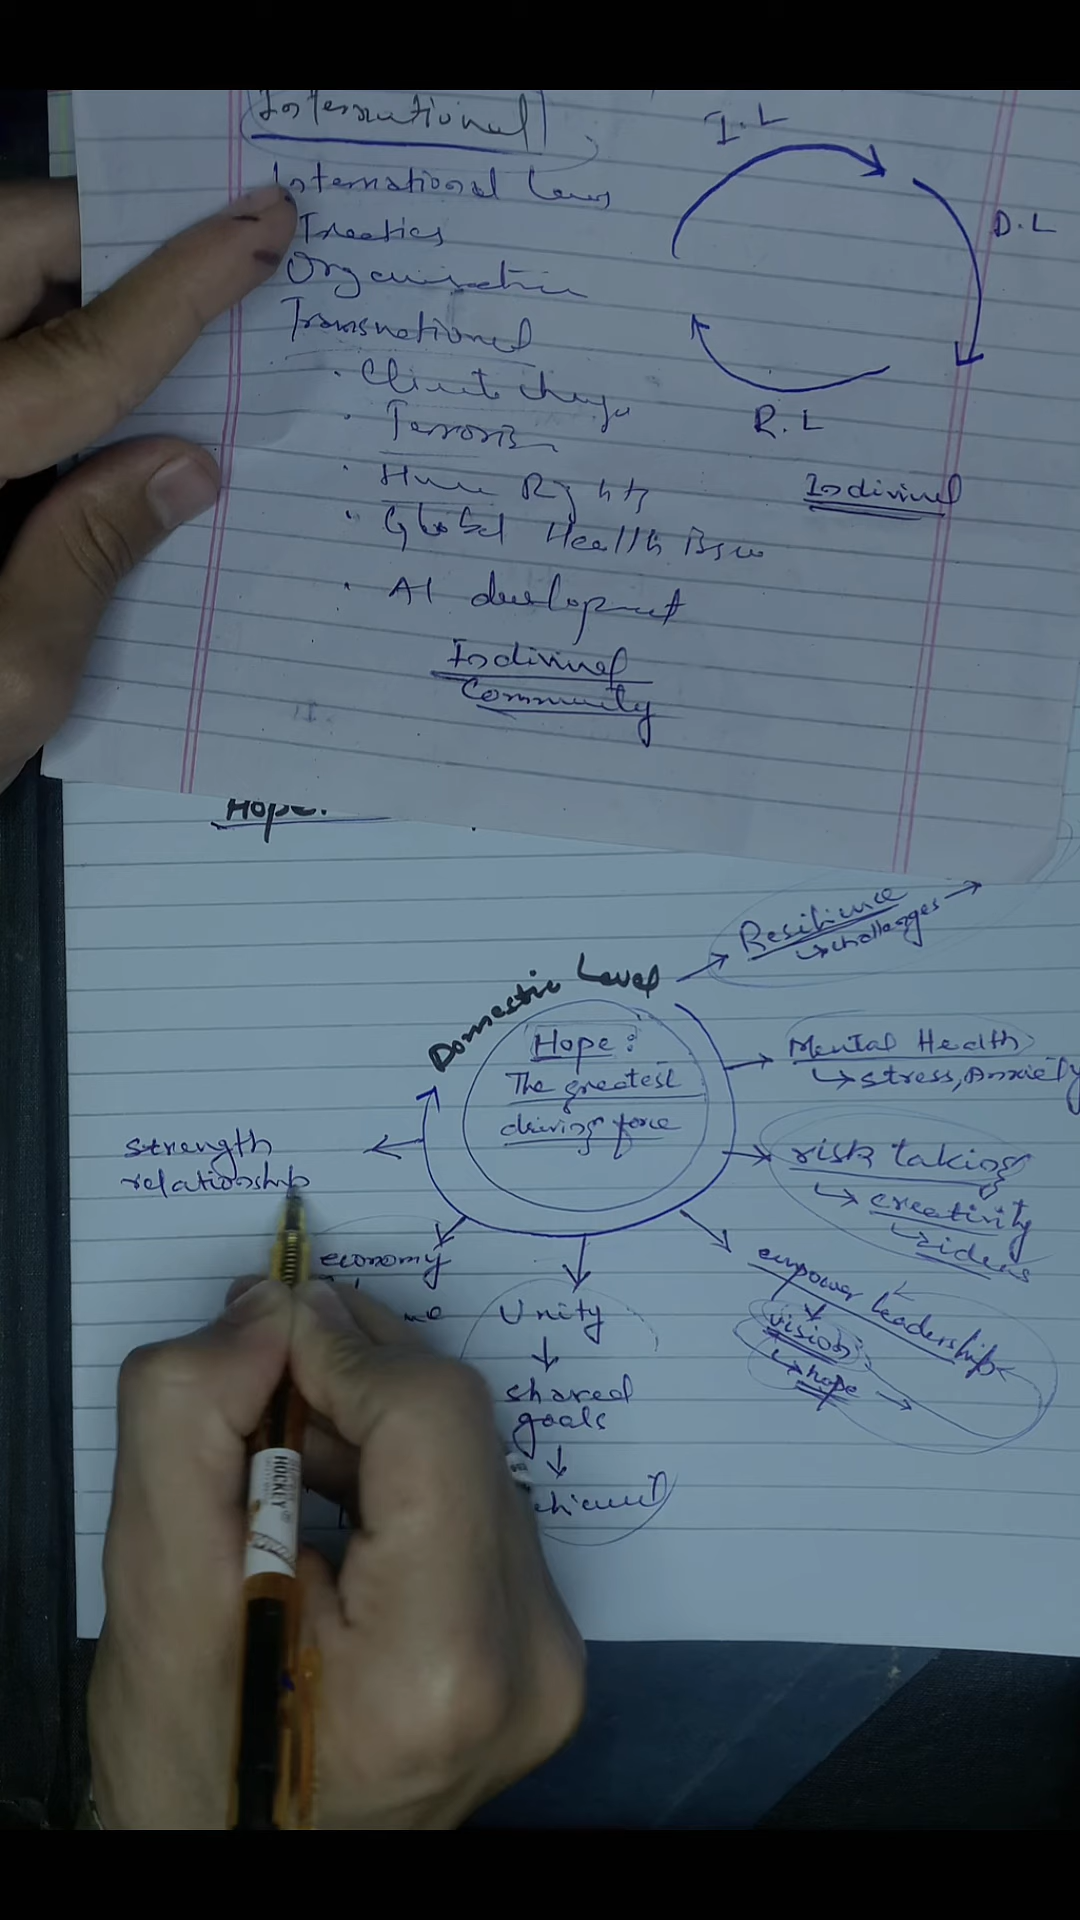 International
International Laws
Treaties
Organisation
Transnational
· Climate change
· Terrorism
· Human Rights
· Global Health Issue
· AI development
Individual
Community
I.L
D.L
R.L
Individual
Hope:
Domestic Level
Hope:
The greatest
driving force
Resilience
challenges
Mental Health
stress, Anxiety
risk taking
creativity
ideas
empower leadership
vision
hope
Unity
shared
goals
economy
strength
relationship
HOCKEY